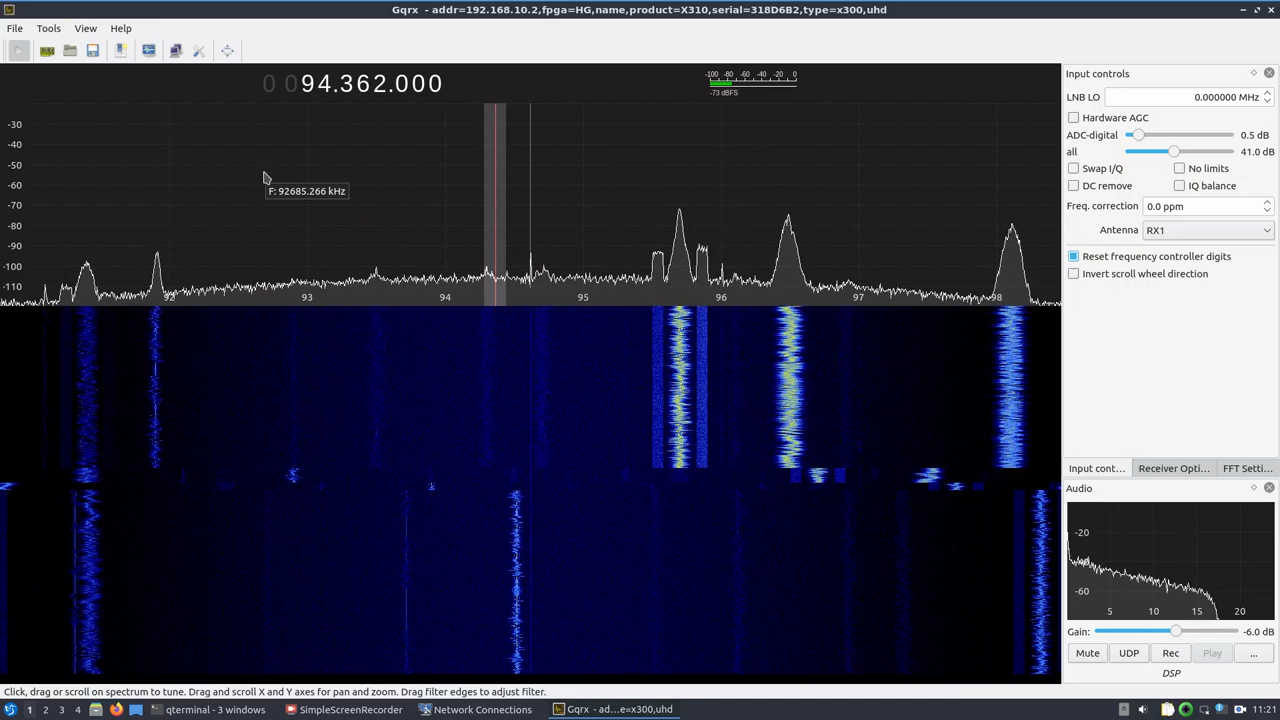 Gqrx - addr=192.168.10.2,fpga=HG,name,product=X310,serial=318D6B2,type=x300,uhd
File Tools View Help
0 094.362.000
-100 -80 -60 -40 -20 0
-73 dBFS
-30
-40
-50
-60
-70
-80
-90
-100
-110
F: 92685.266 kHz
92 93 94 95 96 97 98
Input controls
LNB LO 0.000000 MHz
Hardware AGC
ADC-digital 0.5 dB
all 41.0 dB
Swap I/Q No limits
DC remove IQ balance
Freq. correction 0.0 ppm
Antenna RX1
Reset frequency controller digits
Invert scroll wheel direction
Input cont... Receiver Opti... FFT Setti...
Audio
-20
-60
5 10 15 20
Gain: -6.0 dB
Mute UDP Rec Play ...
DSP
Click, drag or scroll on spectrum to tune. Drag and scroll X and Y axes for pan and zoom. Drag filter edges to adjust filter.
1 2 3 4 qterminal - 3 windows SimpleScreenRecorder Network Connections Gqrx - ad...e=x300,uhd 11:21